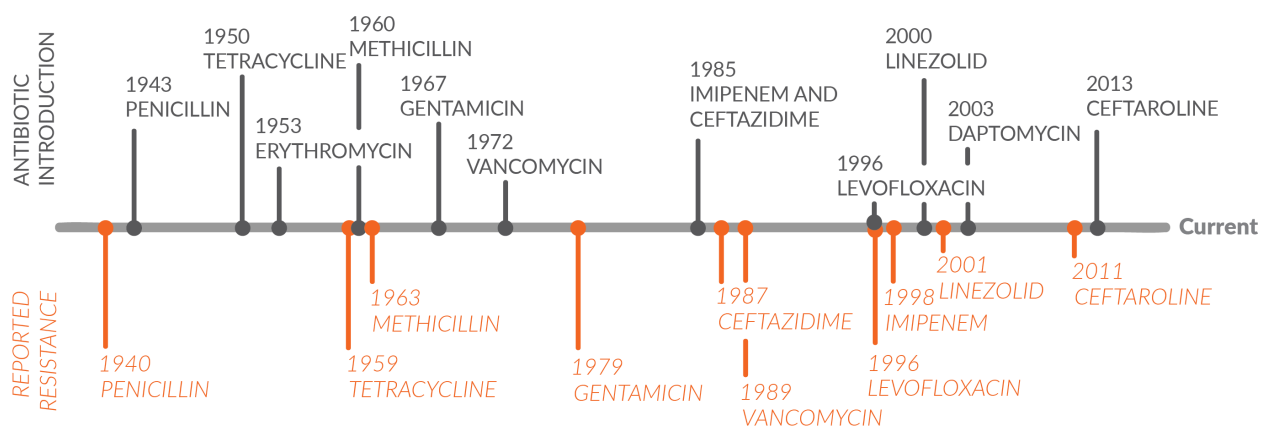 ANTIBIOTIC
INTRODUCTION
1943
PENICILLIN
1950
TETRACYCLINE
1953
ERYTHROMYCIN
1960
METHICILLIN
1967
GENTAMICIN
1972
VANCOMYCIN
1985
IMIPENEM AND
CEFTAZIDIME
1996
LEVOFLOXACIN
2000
LINEZOLID
2003
DAPTOMYCIN
2013
CEFTAROLINE
Current
REPORTED
RESISTANCE
1940
PENICILLIN
1959
TETRACYCLINE
1963
METHICILLIN
1979
GENTAMICIN
1987
CEFTAZIDIME
1989
VANCOMYCIN
1996
LEVOFLOXACIN
1998
IMIPENEM
2001
LINEZOLID
2011
CEFTAROLINE